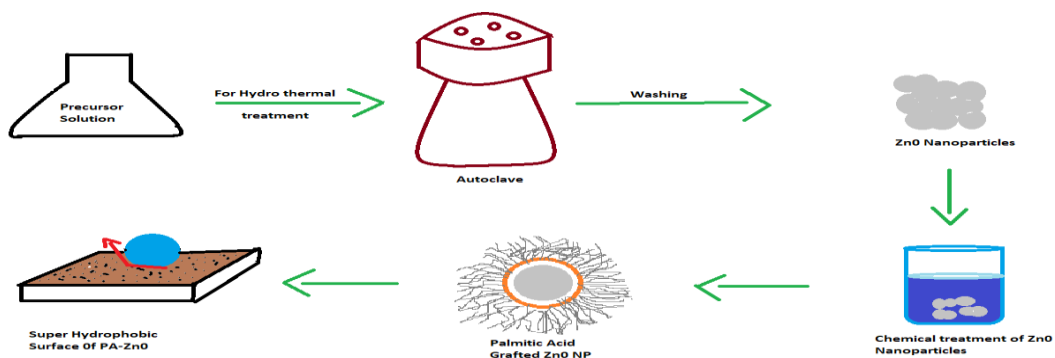 Precursor
Solution
For Hydro thermal
treatment
Autoclave
Washing
Zn0 Nanoparticles
Chemical treatment of Zn0
Nanoparticles
Palmitic Acid
Grafted Zn0 NP
Super Hydrophobic
Surface 0f PA-Zn0